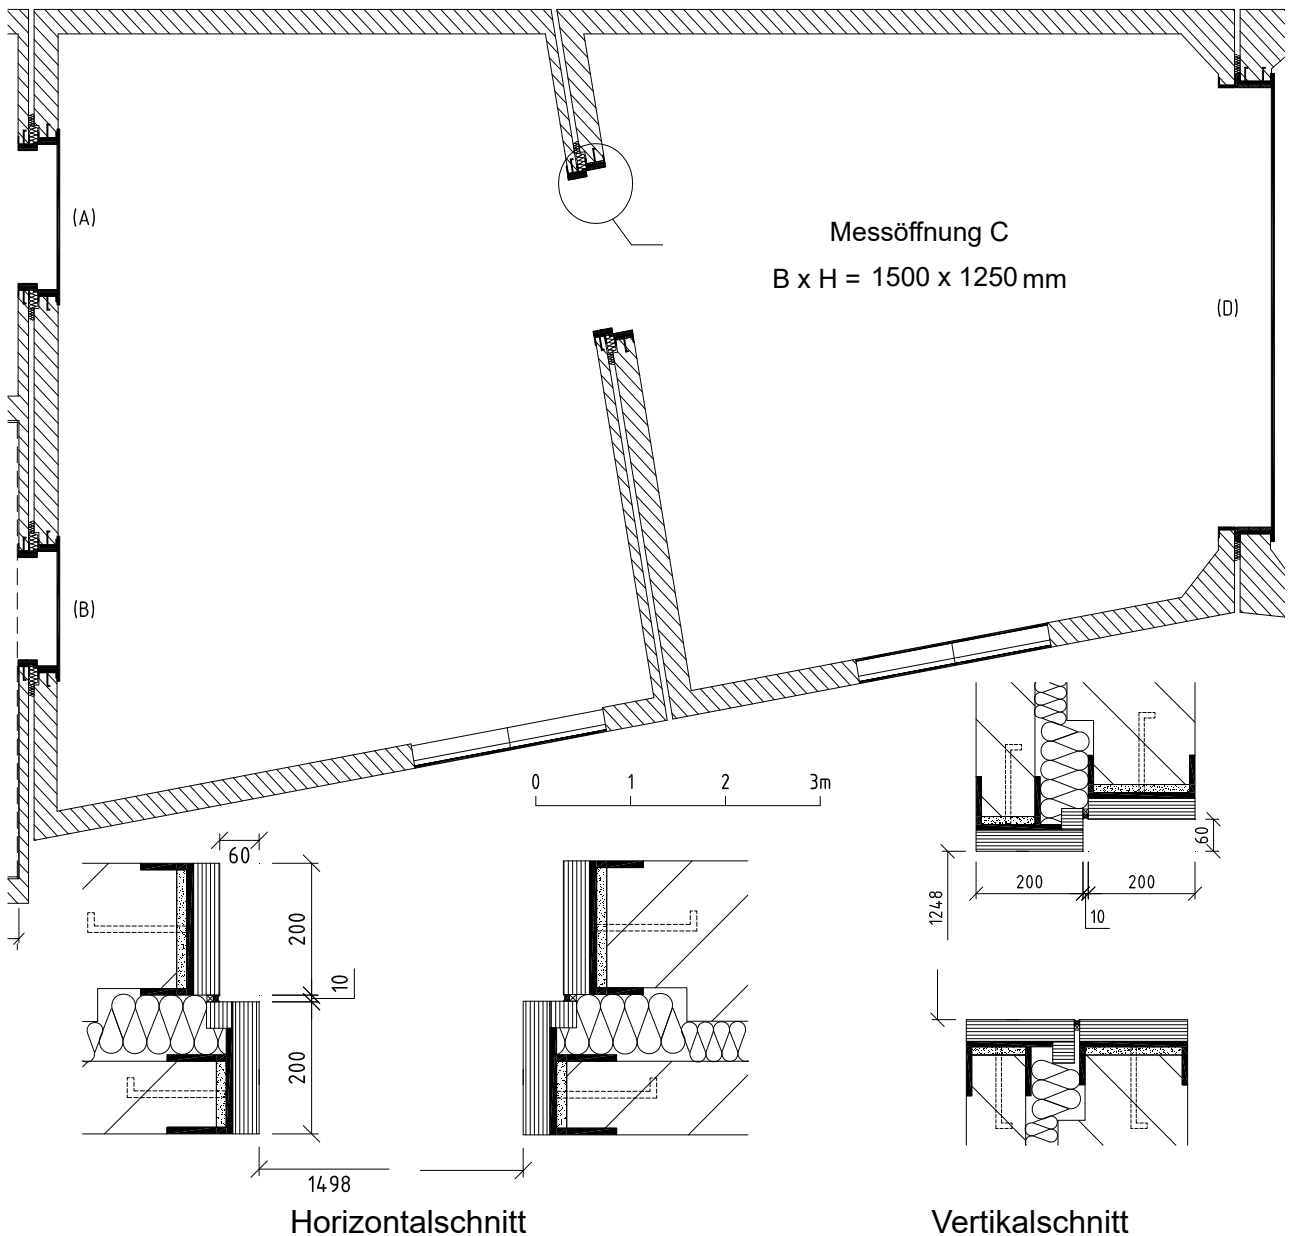 (A)
Messöffnung C
B x H = 1500 x 1250 mm
(D)
(B)
0 1 2 3m
60
200
10
200
1498
Horizontalschnitt
60
200 200
10
1248
Vertikalschnitt